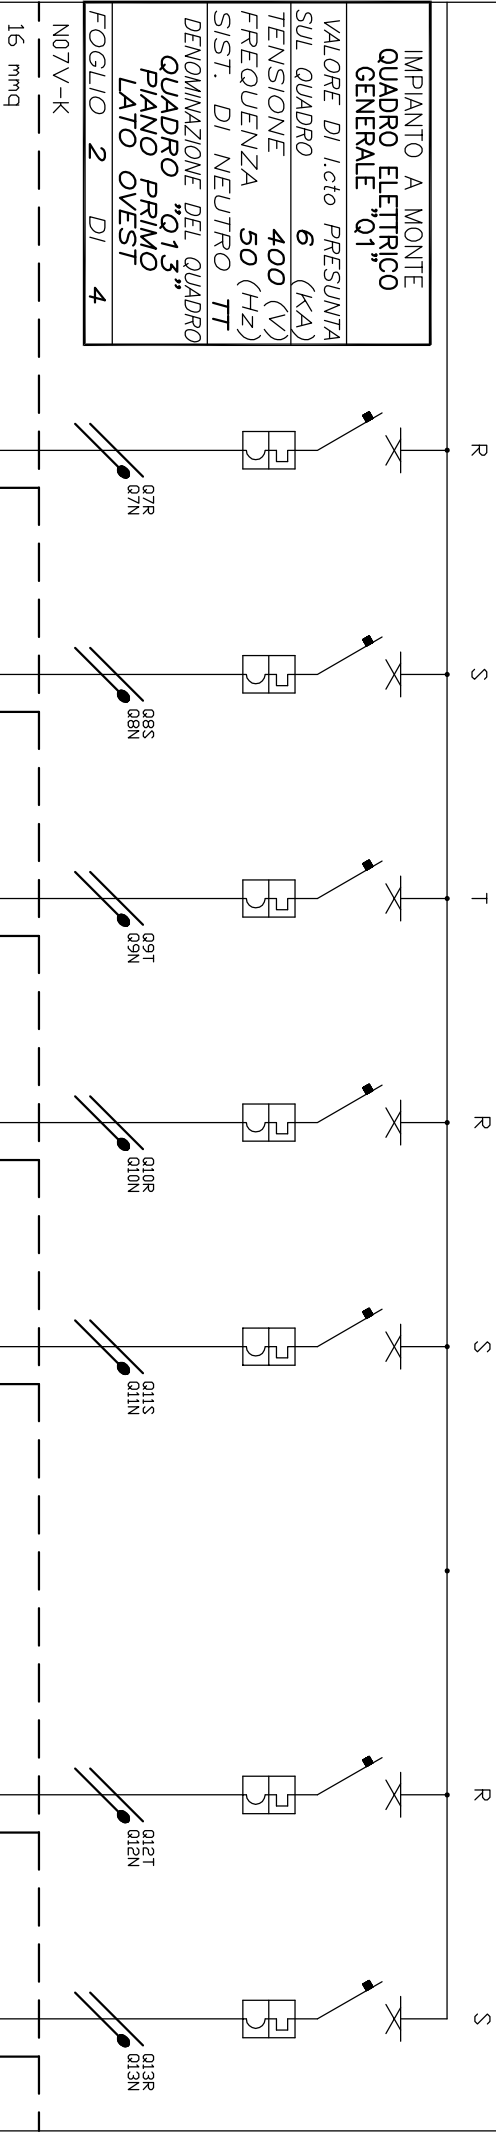 IMPIANTO A MONTE
QUADRO ELETTRICO
GENERALE "Q1"
VALORE DI I.cto PRESUNTA
SUL QUADRO 6 (KA)
TENSIONE 400 (V)
FREQUENZA 50 (Hz)
SIST. DI NEUTRO TT
DENOMINAZIONE DEL QUADRO
QUADRO "Q13"
PIANO PRIMO
LATO OVEST
FOGLIO 2 DI 4
N07V-K
16 mmq
R
S
T
R
S
R
S
Q7R
Q7N
Q8S
Q8N
Q9T
Q9N
Q10R
Q10N
Q11S
Q11N
Q12T
Q12N
Q13R
Q13N